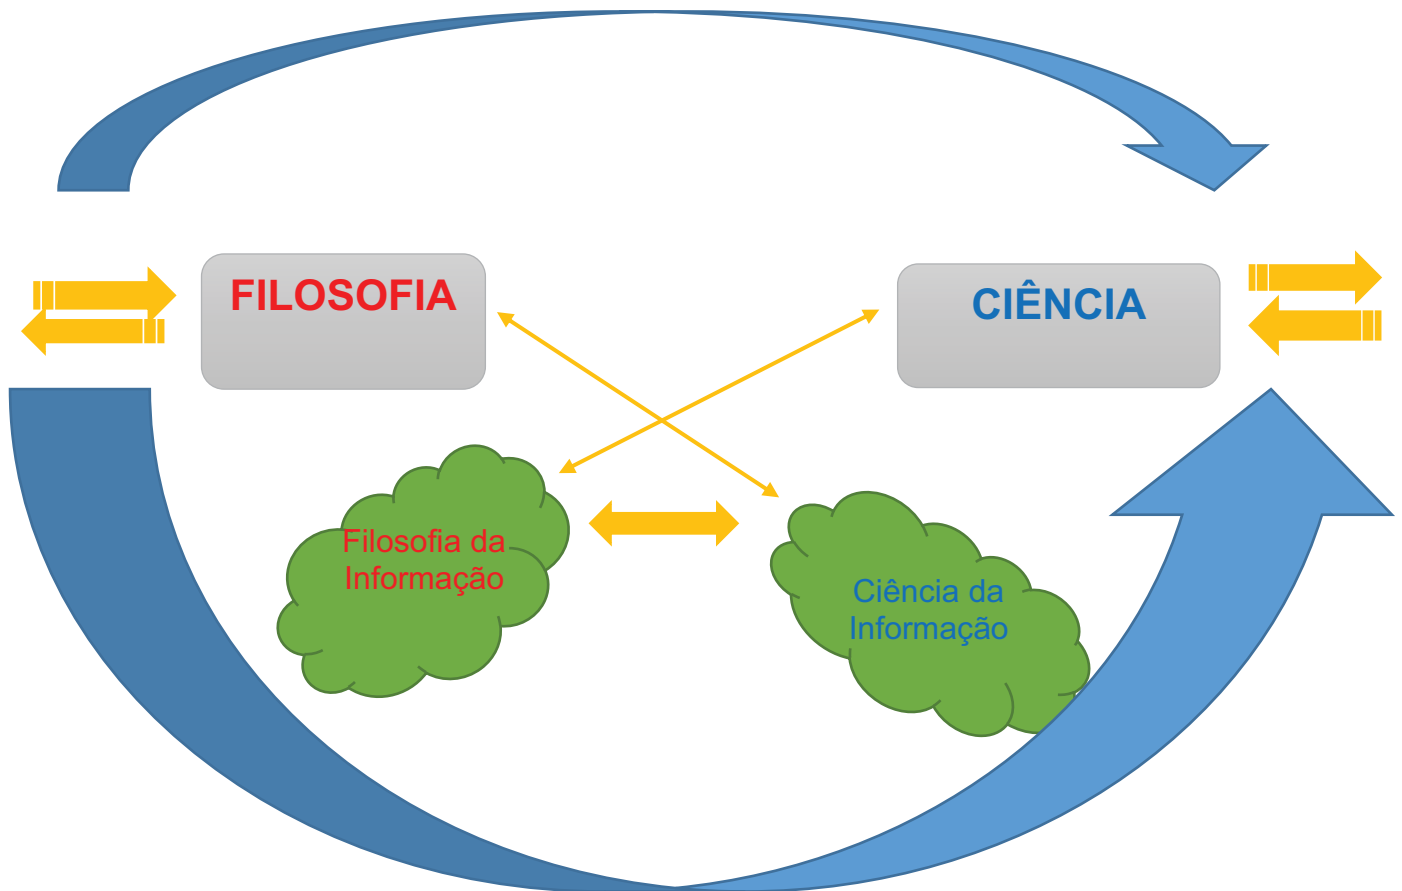 FILOSOFIA
CIÊNCIA
Filosofia da
Informação
Ciência da
Informação